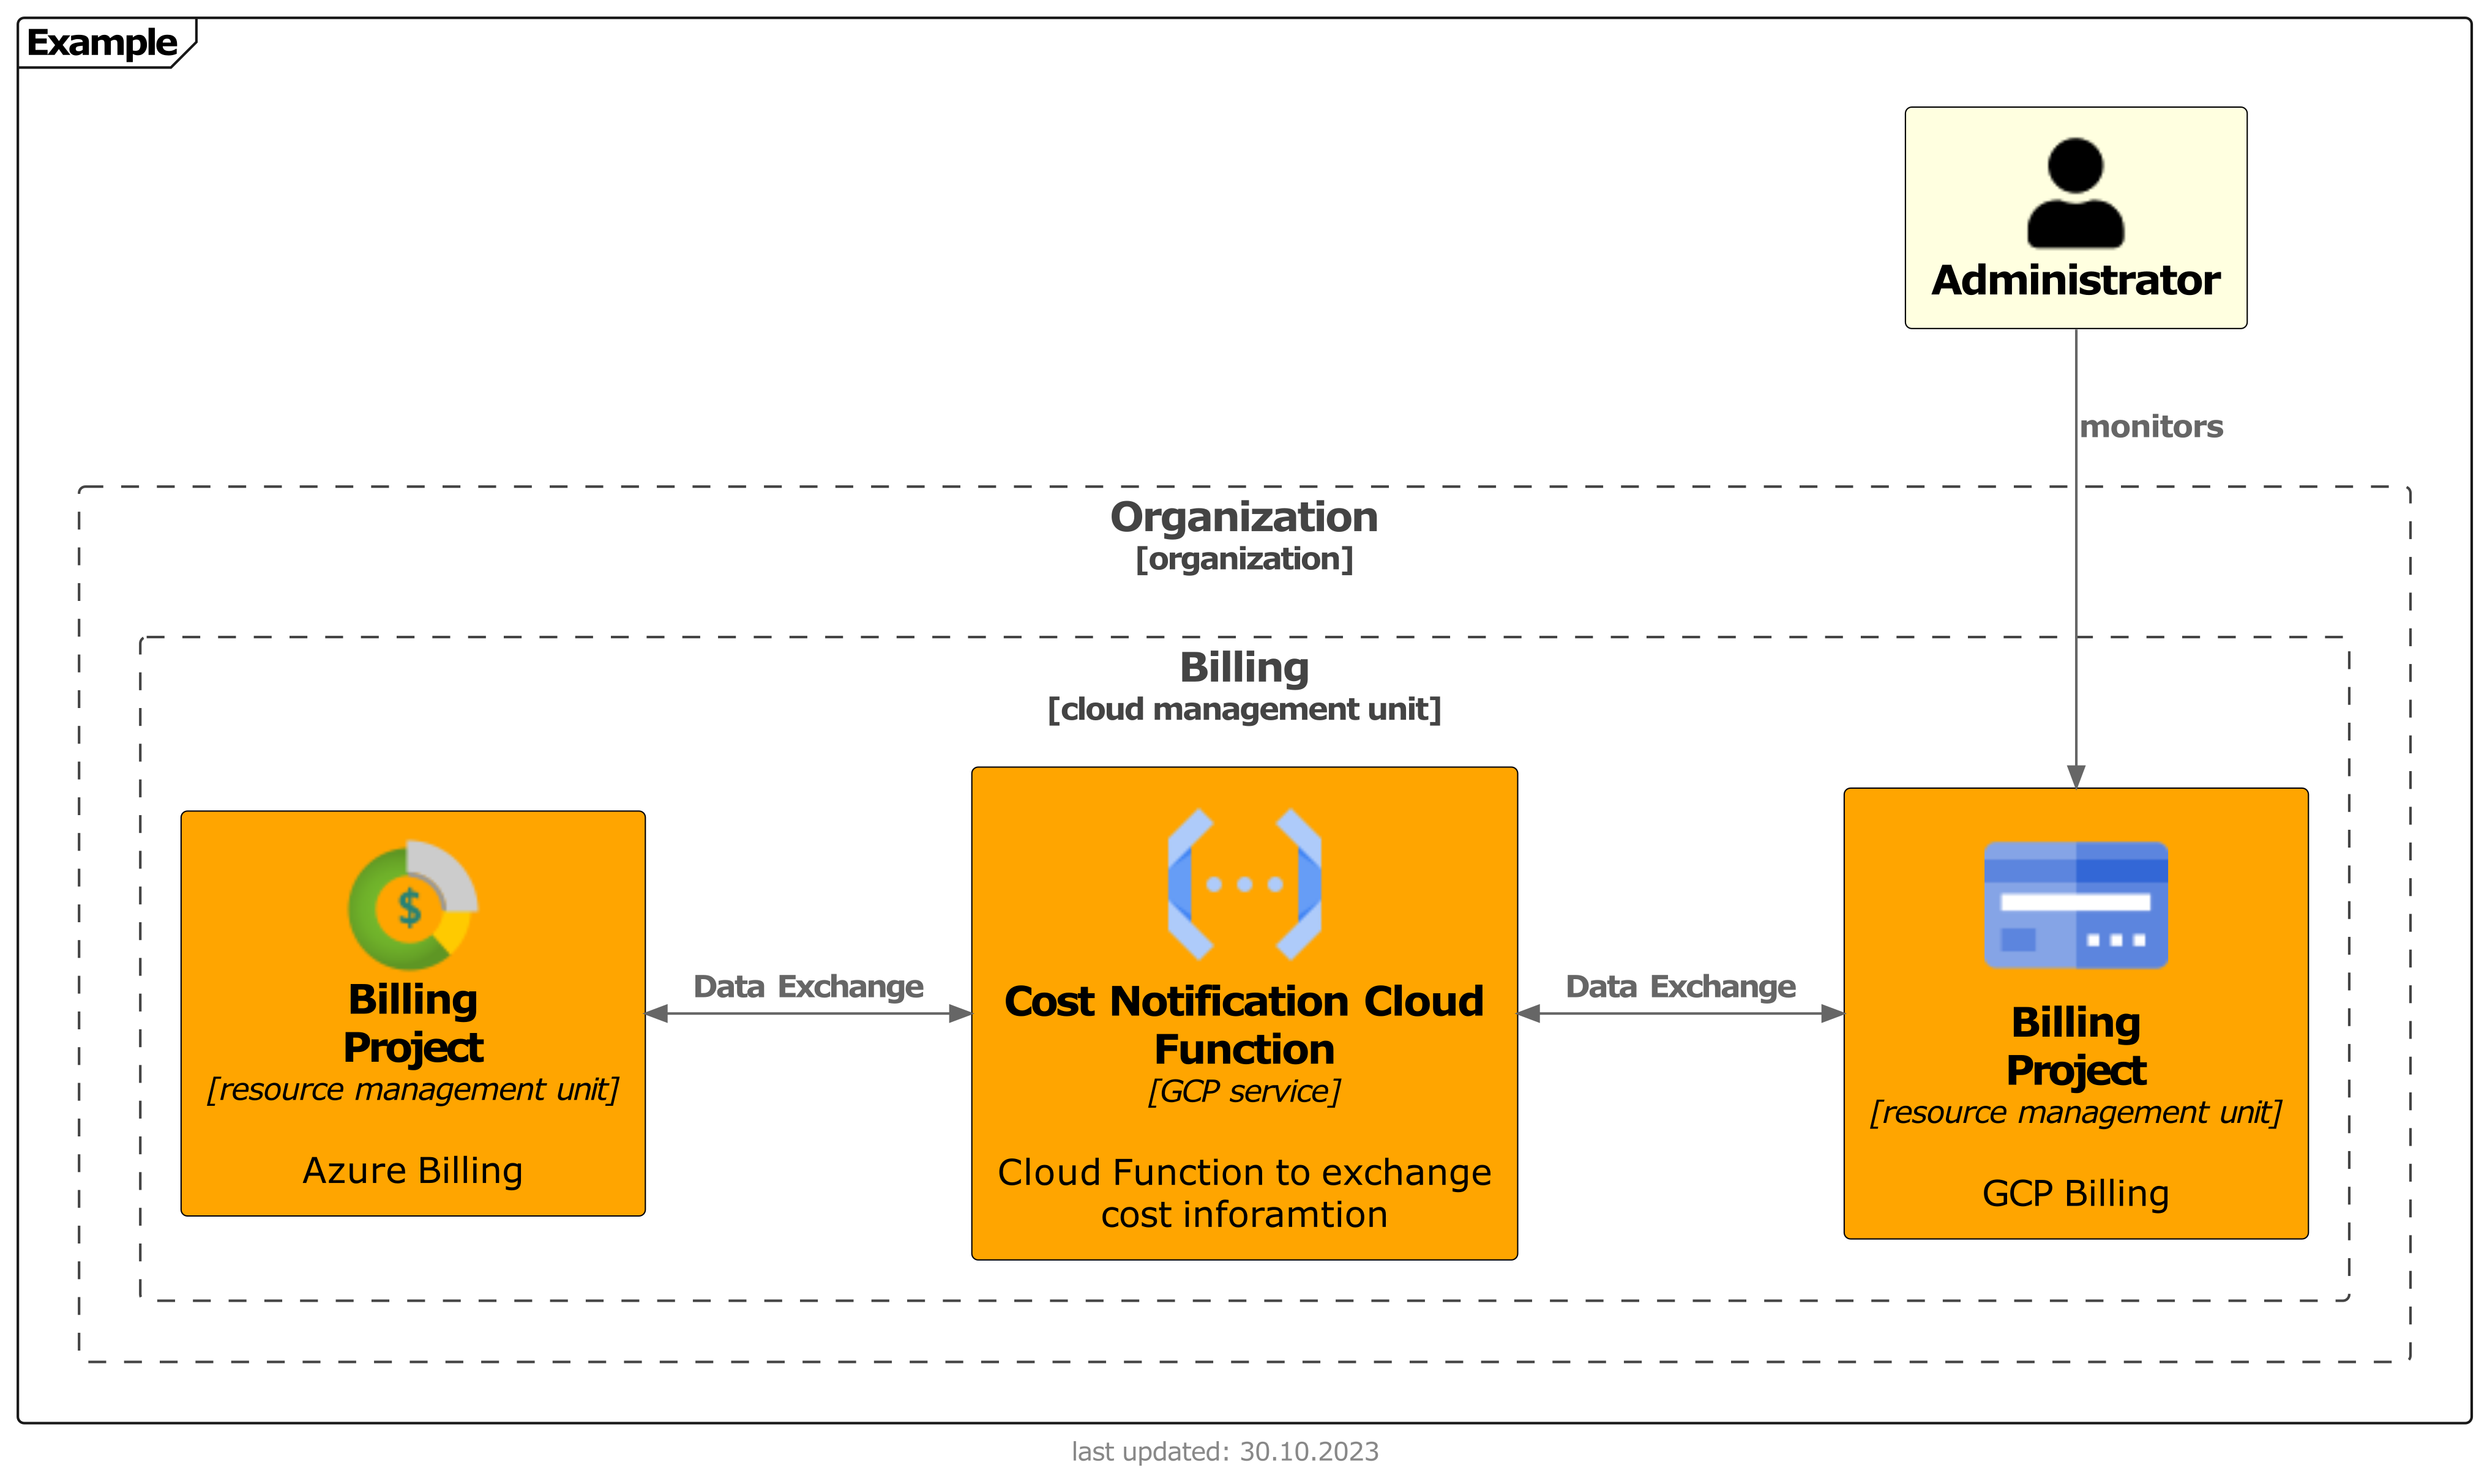 Example
Administrator
monitors
Organization
[organization]
Billing
[cloud management unit]
$
Billing
Project
[resource management unit]
Azure Billing
Data Exchange
Cost Notification Cloud
Function
[GCP service]
Cloud Function to exchange
cost inforamtion
Data Exchange
Billing
Project
[resource management unit]
GCP Billing
last updated: 30.10.2023